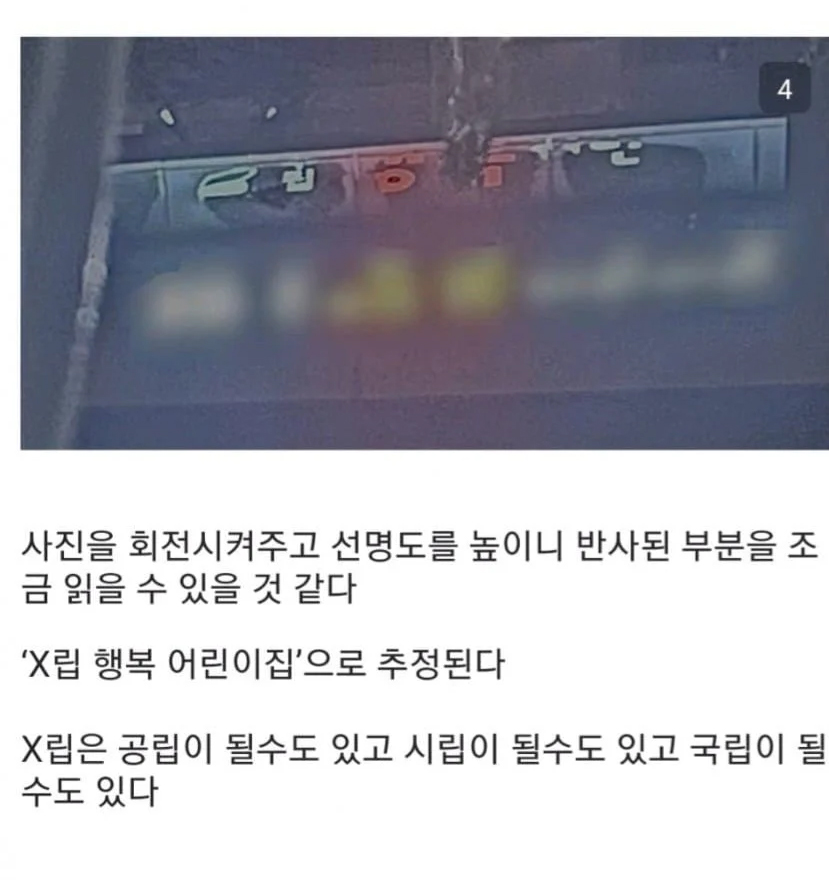 4
립
사진을 회전시켜주고 선명도를 높이니 반사된 부분을 조
금 읽을 수 있을 것 같다
‘X립 행복 어린이집’으로 추정된다
X립은 공립이 될수도 있고 시립이 될수도 있고 국립이 될
수도 있다